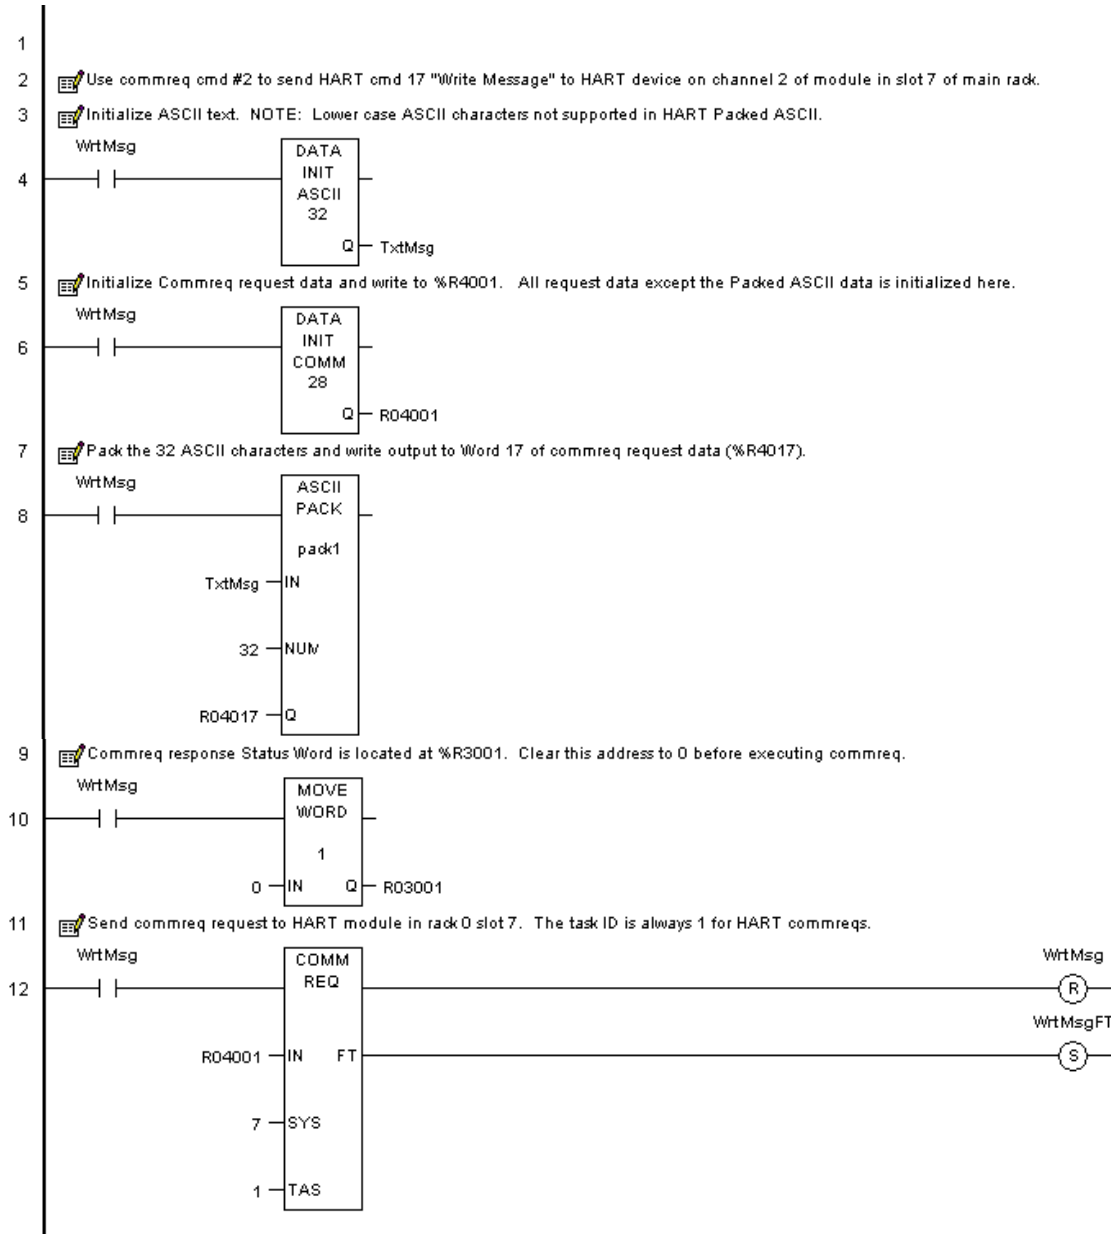 1
2 Use commreq cmd #2 to send HART cmd 17 "Write Message" to HART device on channel 2 of module in slot 7 of main rack.
3 Initialize ASCII text. NOTE: Lower case ASCII characters not supported in HART Packed ASCII.
WrtMsg
DATA
INIT
4
ASCII
32
Q TxtMsg
5 Initialize Commreq request data and write to %R4001. All request data except the Packed ASCII data is initialized here.
WrtMsg
DATA
INIT
6
COMM
28
Q R04001
7 Pack the 32 ASCII characters and write output to Word 17 of commreq request data (%R4017).
WrtMsg
ASCII
PACK
8
pack1
TxtMsg IN
32 NUM
R04017 Q
9 Commreq response Status Word is located at %R3001. Clear this address to 0 before executing commreq.
WrtMsg
MOVE
10 WORD
1
0 IN Q R03001
11 Send commreq request to HART module in rack 0 slot 7. The task ID is always 1 for HART commreqs.
WrtMsg COMM WrtMsg
12 REQ R
WrtMsgFT
R04001 IN FT S
7 SYS
1 TAS